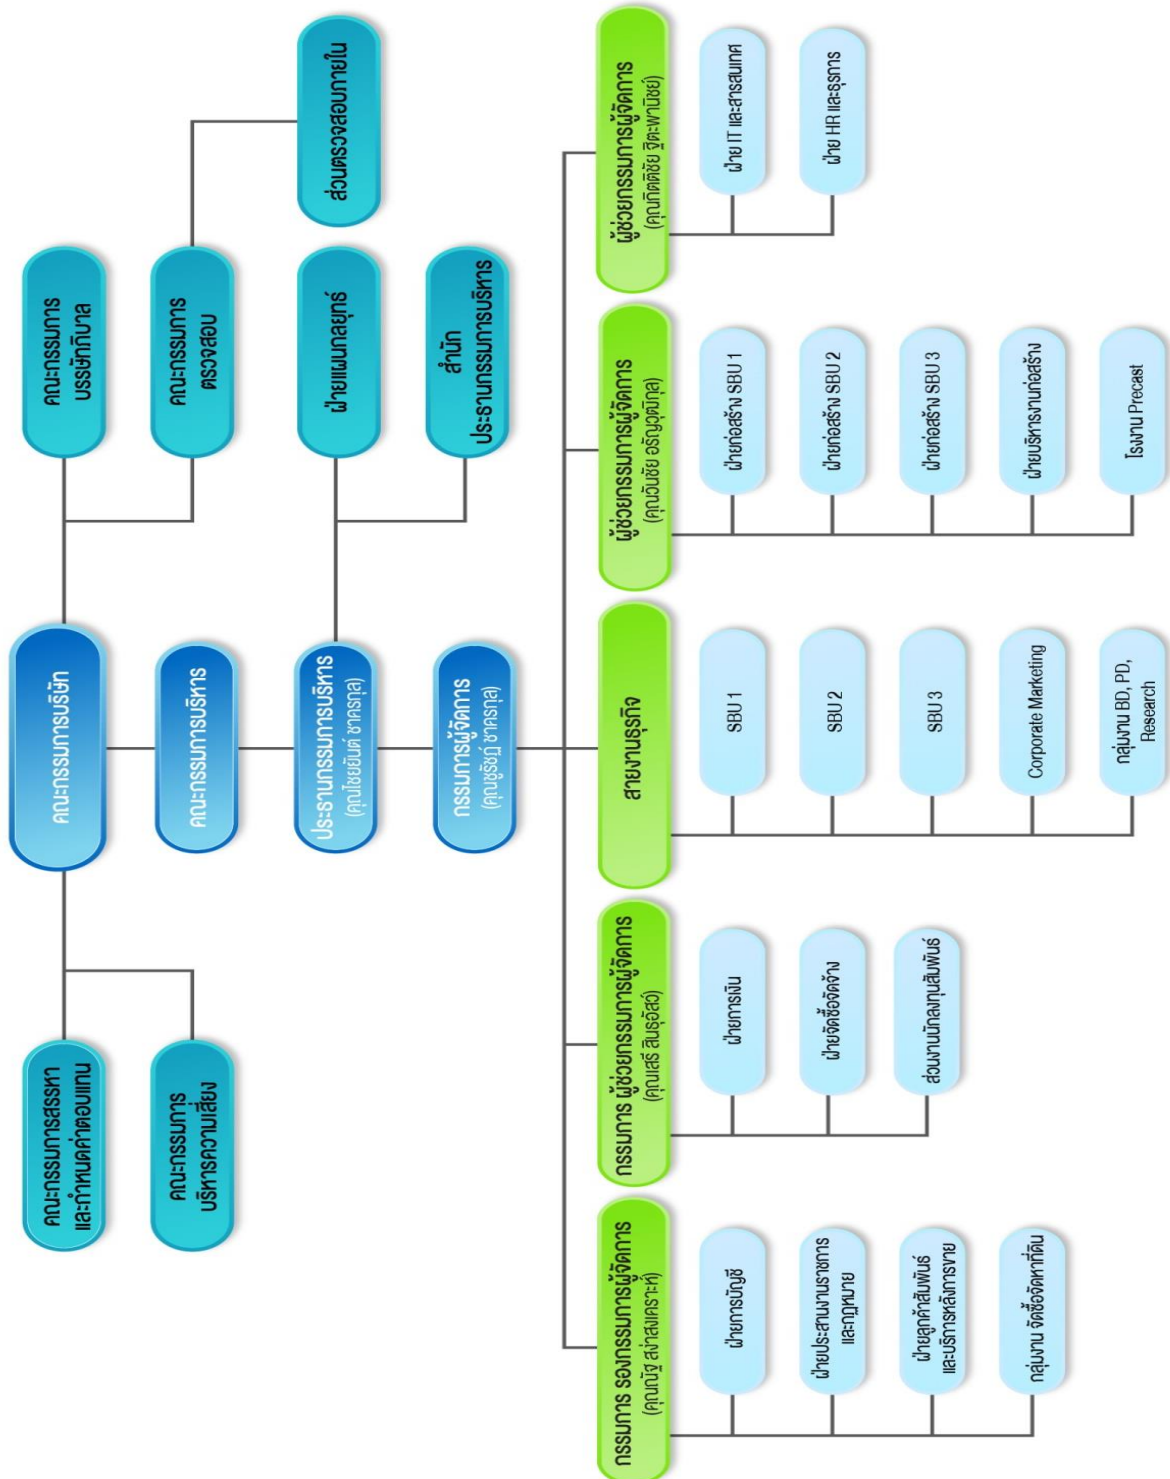 คณะกรรมการบริษัท
คณะกรรมการสรรหา
และกำหนดค่าตอบแทน
คณะกรรมการ
บรรษัทภิบาล
คณะกรรมการ
บริหารความเสี่ยง
คณะกรรมการบริหาร
คณะกรรมการ
ตรวจสอบ
ส่วนตรวจสอบภายใน
ประธานกรรมการบริหาร
(คุณไชยยันต์ ชาครกุล)
ฝ่ายแผนกลยุทธ์
กรรมการผู้จัดการ
(คุณชูรัชฏ์ ชาครกุล)
สำนัก
ประธานกรรมการบริหาร
กรรมการ รองกรรมการผู้จัดการ
(คุณณัฐ สง่าสงเคราะห์)
ฝ่ายการบัญชี
ฝ่ายประสานงานราชการ
และกฎหมาย
ฝ่ายลูกค้าสัมพันธ์
และบริการหลังการขาย
กลุ่มงาน จัดซื้อจัดหาที่ดิน
กรรมการ ผู้ช่วยกรรมการผู้จัดการ
(คุณเสรี สินธุอัสว์)
ฝ่ายการเงิน
ฝ่ายจัดซื้อจัดจ้าง
ส่วนงานนักลงทุนสัมพันธ์
สายงานธุรกิจ
SBU 1
SBU 2
SBU 3
Corporate Marketing
กลุ่มงาน BD, PD,
Research
ผู้ช่วยกรรมการผู้จัดการ
(คุณวันชัย อรัญวุฒิกุล)
ฝ่ายก่อสร้าง SBU 1
ฝ่ายก่อสร้าง SBU 2
ฝ่ายก่อสร้าง SBU 3
ฝ่ายบริหารงานก่อสร้าง
โรงงาน Precast
ผู้ช่วยกรรมการผู้จัดการ
(คุณกิตติชัย ฐิตะพานิชย์)
ฝ่าย IT และสารสนเทศ
ฝ่าย HR และธุรการ